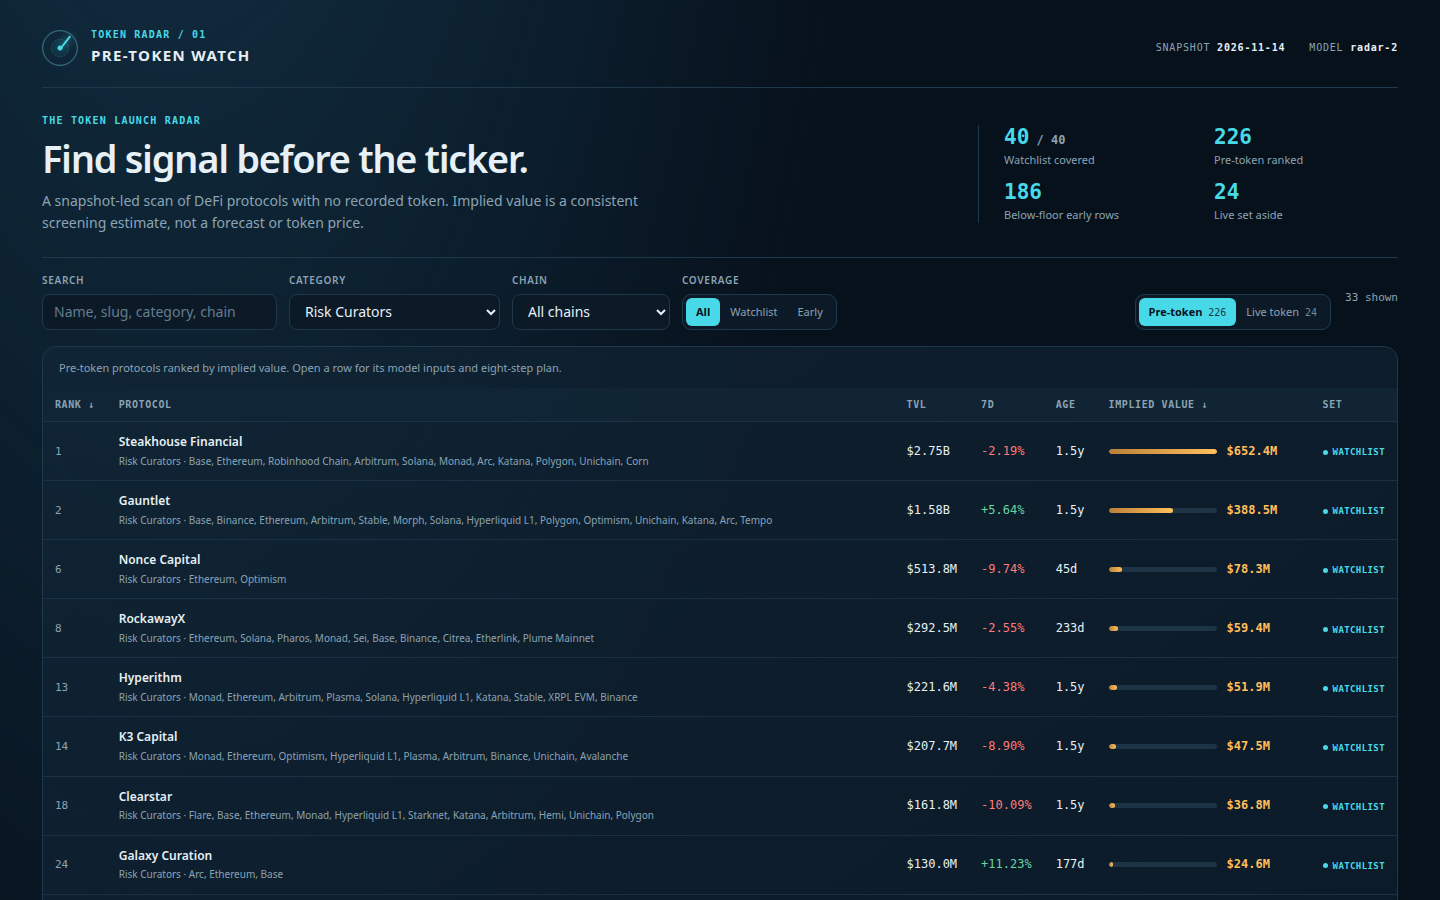 TOKEN RADAR / 01
PRE-TOKEN WATCH
SNAPSHOT 2026-11-14 MODEL radar-2
THE TOKEN LAUNCH RADAR
Find signal before the ticker.
A snapshot-led scan of DeFi protocols with no recorded token. Implied value is a consistent
screening estimate, not a forecast or token price.
40 / 40
Watchlist covered
226
Pre-token ranked
186
Below-floor early rows
24
Live set aside
SEARCH CATEGORY CHAIN COVERAGE
Name, slug, category, chain Risk Curators All chains All Watchlist Early Pre-token 226 Live token 24 33 shown
Pre-token protocols ranked by implied value. Open a row for its model inputs and eight-step plan.
RANK ↓ PROTOCOL TVL 7D AGE IMPLIED VALUE ↓ SET
1 Steakhouse Financial $2.75B -2.19% 1.5y $652.4M WATCHLIST
Risk Curators · Base, Ethereum, Robinhood Chain, Arbitrum, Solana, Monad, Arc, Katana, Polygon, Unichain, Corn
2 Gauntlet $1.58B +5.64% 1.5y $388.5M WATCHLIST
Risk Curators · Base, Binance, Ethereum, Arbitrum, Stable, Morph, Solana, Hyperliquid L1, Polygon, Optimism, Unichain, Katana, Arc, Tempo
6 Nonce Capital $513.8M -9.74% 45d $78.3M WATCHLIST
Risk Curators · Ethereum, Optimism
8 RockawayX $292.5M -2.55% 233d $59.4M WATCHLIST
Risk Curators · Ethereum, Solana, Pharos, Monad, Sei, Base, Binance, Citrea, Etherlink, Plume Mainnet
13 Hyperithm $221.6M -4.38% 1.5y $51.9M WATCHLIST
Risk Curators · Monad, Ethereum, Arbitrum, Plasma, Solana, Hyperliquid L1, Katana, Stable, XRPL EVM, Binance
14 K3 Capital $207.7M -8.90% 1.5y $47.5M WATCHLIST
Risk Curators · Monad, Ethereum, Optimism, Hyperliquid L1, Plasma, Arbitrum, Binance, Unichain, Avalanche
18 Clearstar $161.8M -10.09% 1.5y $36.8M WATCHLIST
Risk Curators · Flare, Base, Ethereum, Monad, Hyperliquid L1, Starknet, Katana, Arbitrum, Hemi, Unichain, Polygon
24 Galaxy Curation $130.0M +11.23% 177d $24.6M WATCHLIST
Risk Curators · Arc, Ethereum, Base